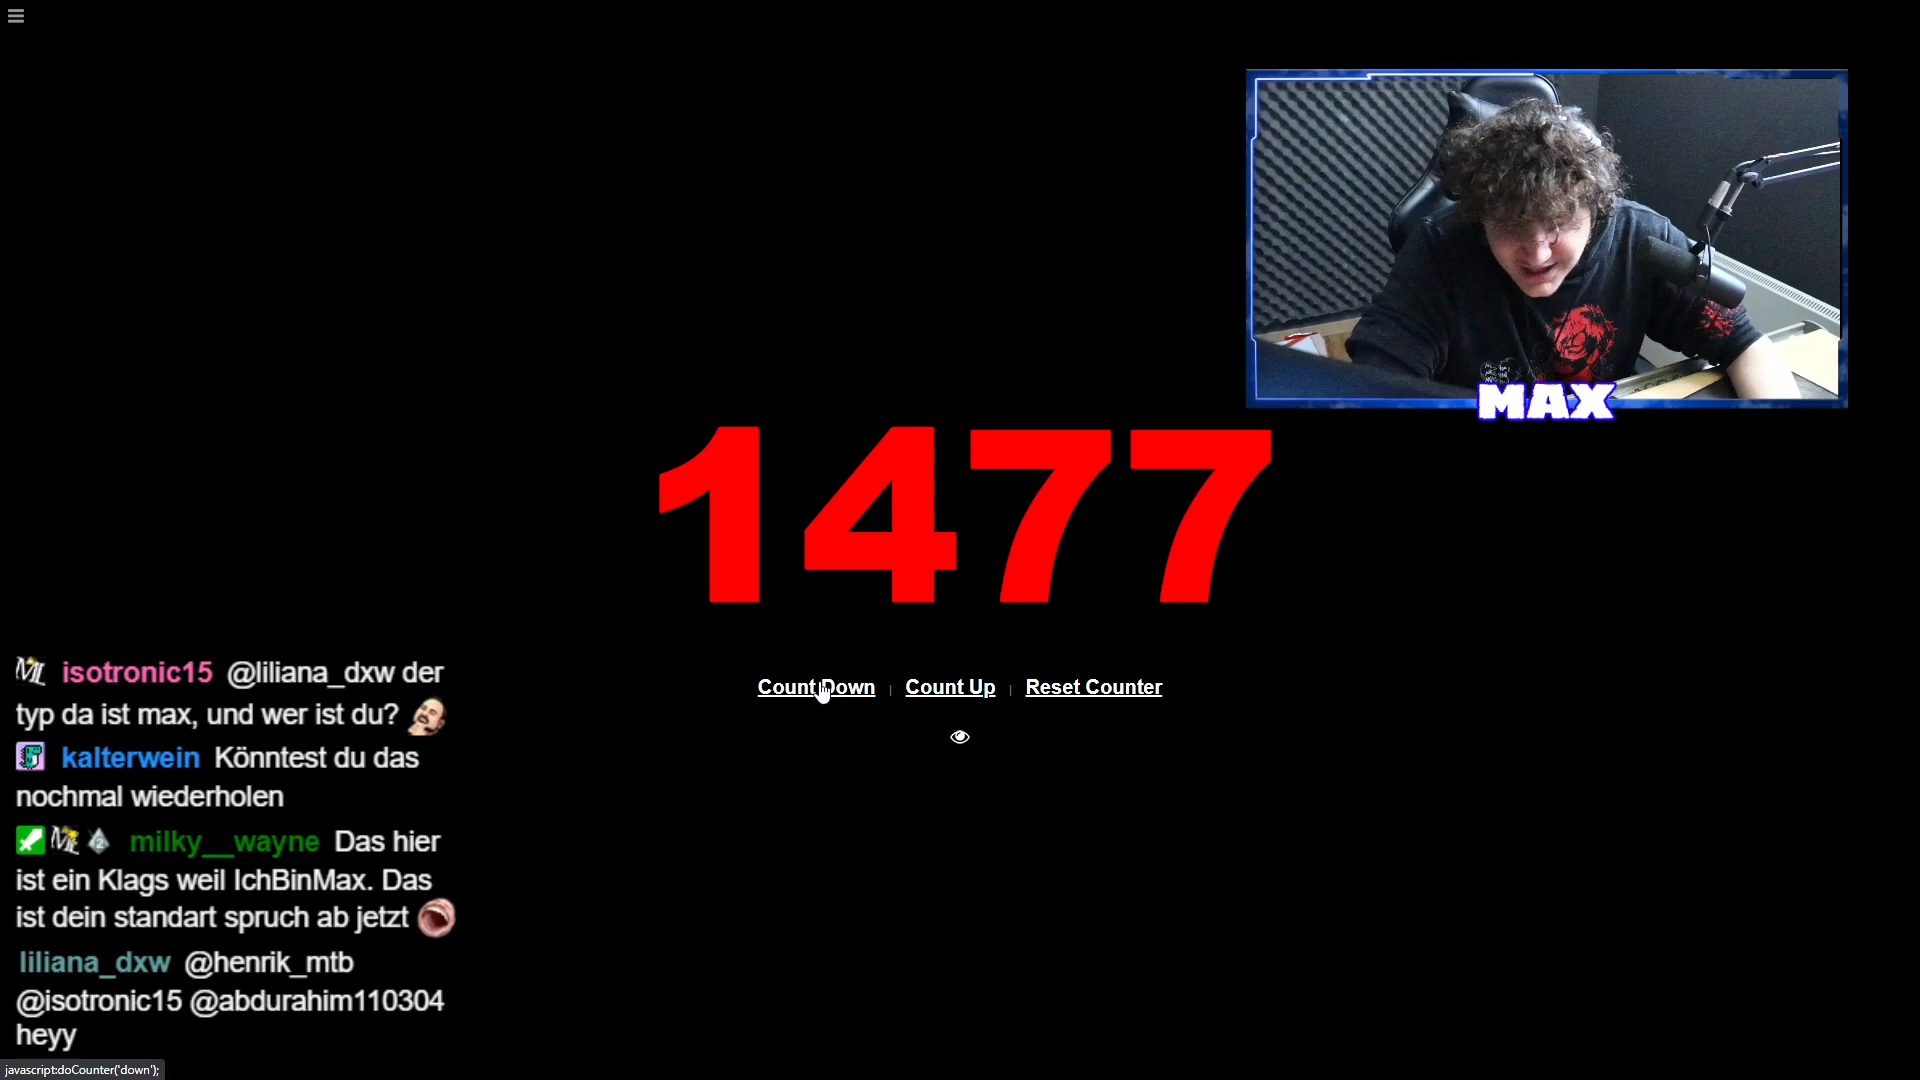 MAX
1477
Count Down | Count Up | Reset Counter
isotronic15 @liliana_dxw der
typ da ist max, und wer ist du?
kalterwein Könntest du das
nochmal wiederholen
milky__wayne Das hier
ist ein Klags weil IchBinMax. Das
ist dein standart spruch ab jetzt
liliana_dxw @henrik_mtb
@isotronic15 @abdurahim110304
heyy
javascript:doCounter('down');